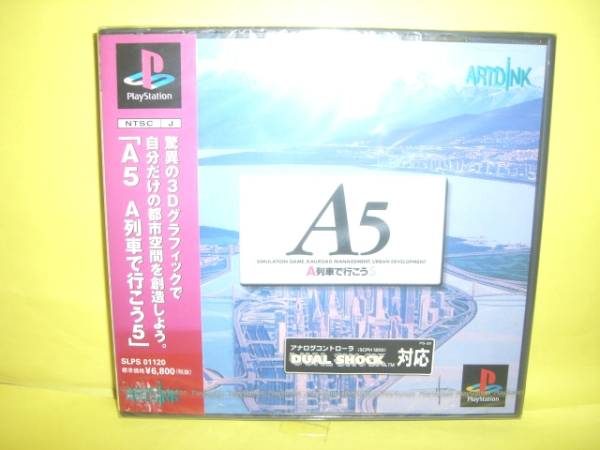 PlayStation
NTSC J
驚異の3Dグラフィックで
自分だけの都市空間を創造しよう。
「A5 A列車で行こう5」
SLPS 01120
標準価格¥6,800(税抜)
ARTDINK
ARTDINK
A5
SIMULATION GAME RAILROAD MANAGEMENT URBAN DEVELOPMENT
A列車で行こう5
アナログコントローラ
DUAL SHOCK™ 対応
PlayStation